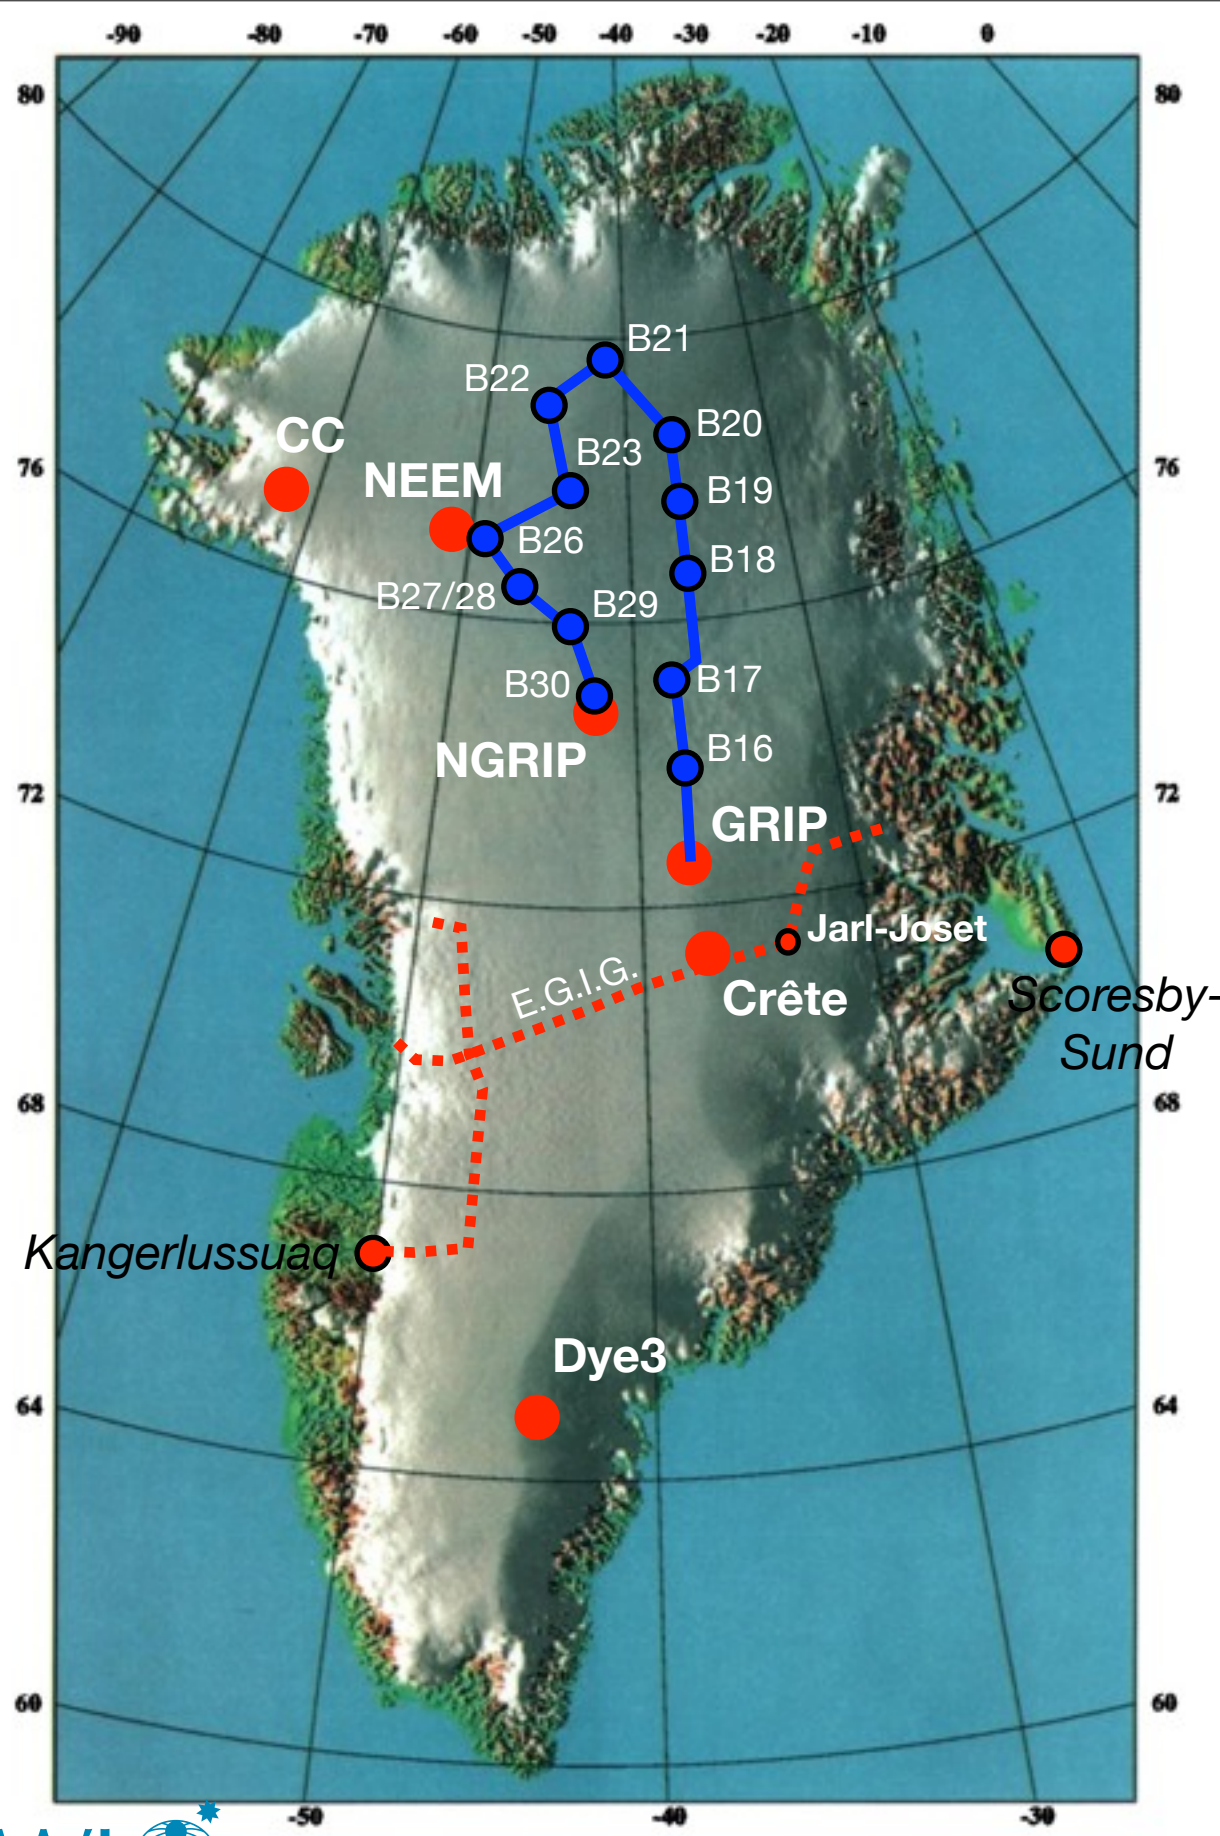 -90 -80 -70 -60 -50 -40 -30 -20 -10 0
80 80
B21
B22
B20
CC
B23
76 NEEM 76
B19
B26
B18
B27/28 B29
B30 B17
NGRIP B16
72 72
GRIP
Jarl-Joset
E.G.I.G.
Crête
Scoresby-
Sund
68 68
Kangerlussuaq
Dye3
64 64
60 60
-50 -40 -30